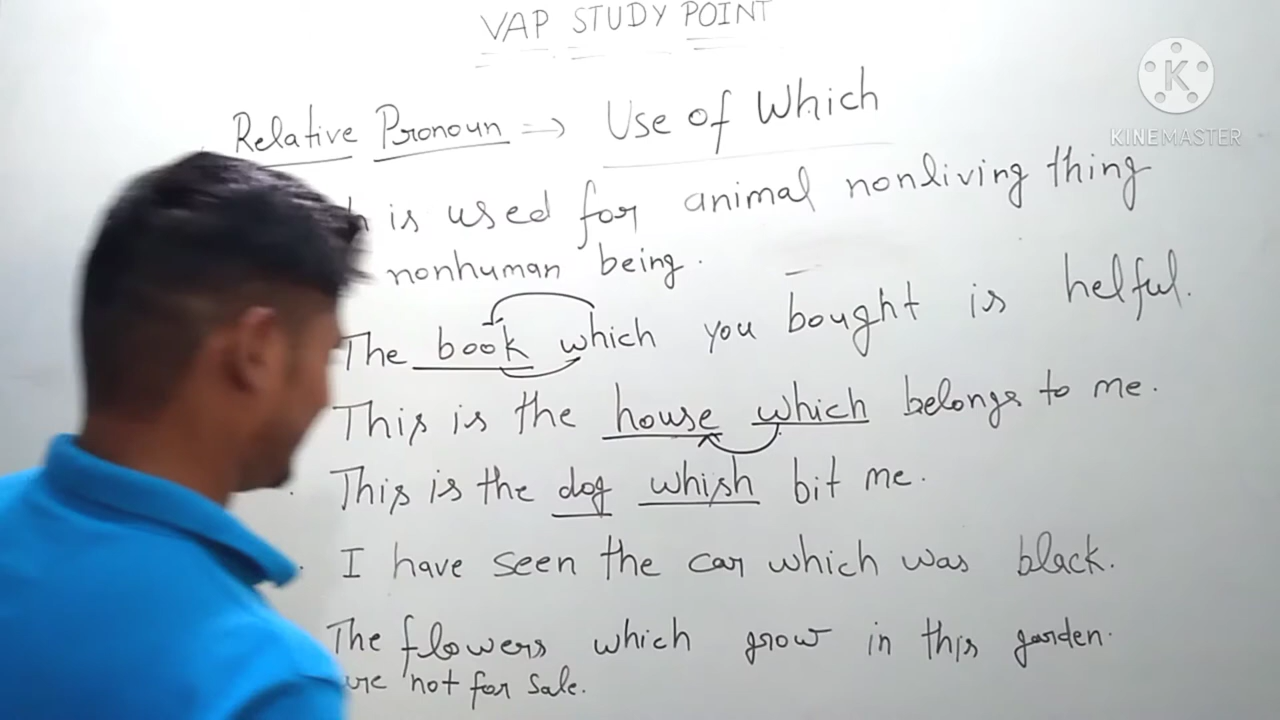 VAP STUDY POINT
K
KINEMASTER
Relative Pronoun => Use of Which
h is used for animal nonliving thing
nonhuman being.
The book which you bought is helful.
This is the house which belongs to me.
This is the dog whish bit me.
I have seen the car which was black.
The flowers which grow in this garden.
are not for sale.